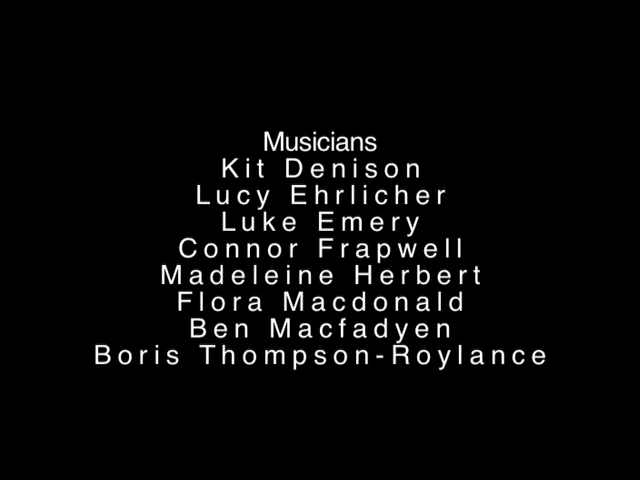 Musicians
Kit Denison
Lucy Ehrlicher
Luke Emery
Connor Frapwell
Madeleine Herbert
Flora Macdonald
Ben Macfadyen
Boris Thompson-Roylance